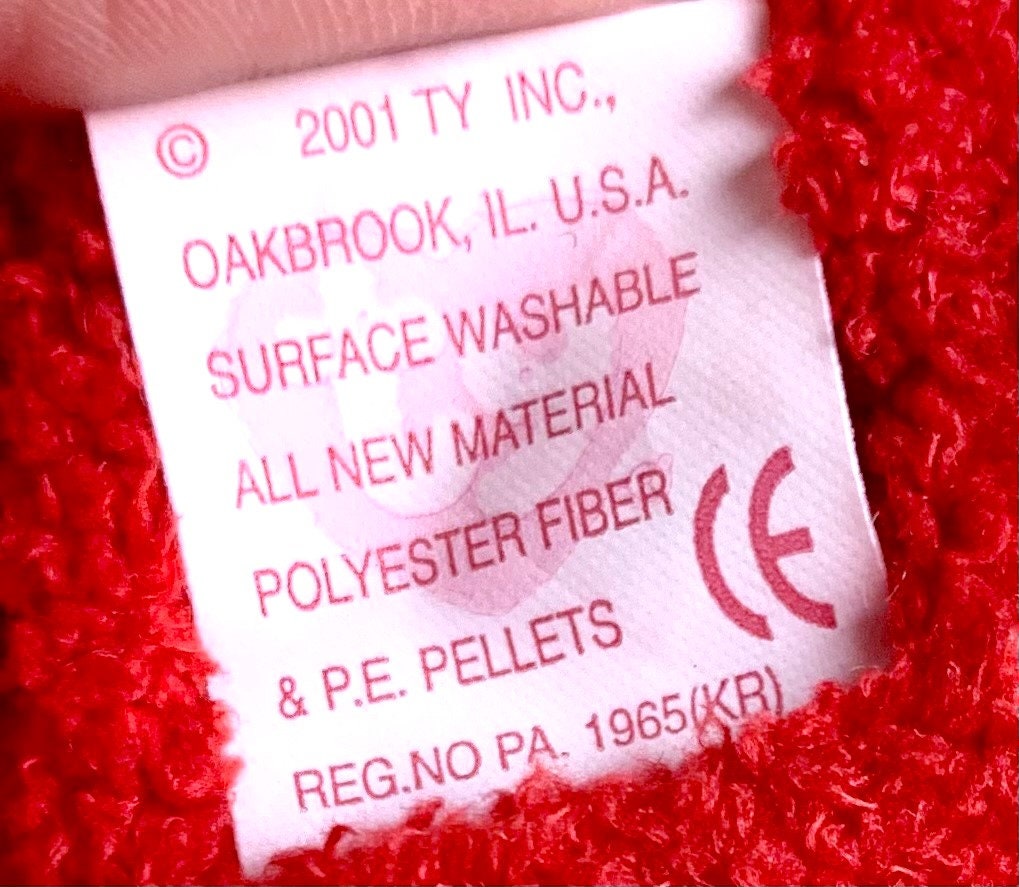 © 2001 TY INC.,
OAKBROOK, IL. U.S.A.
SURFACE WASHABLE
ALL NEW MATERIAL
POLYESTER FIBER
& P.E. PELLETS CE
REG.NO PA. 1965(KR)